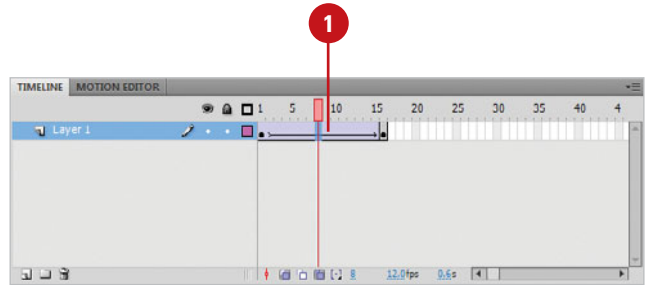 1
TIMELINE MOTION EDITOR
1 5 10 15 20 25 30 35 40 4
Layer 1
8 12.0fps 0.6s